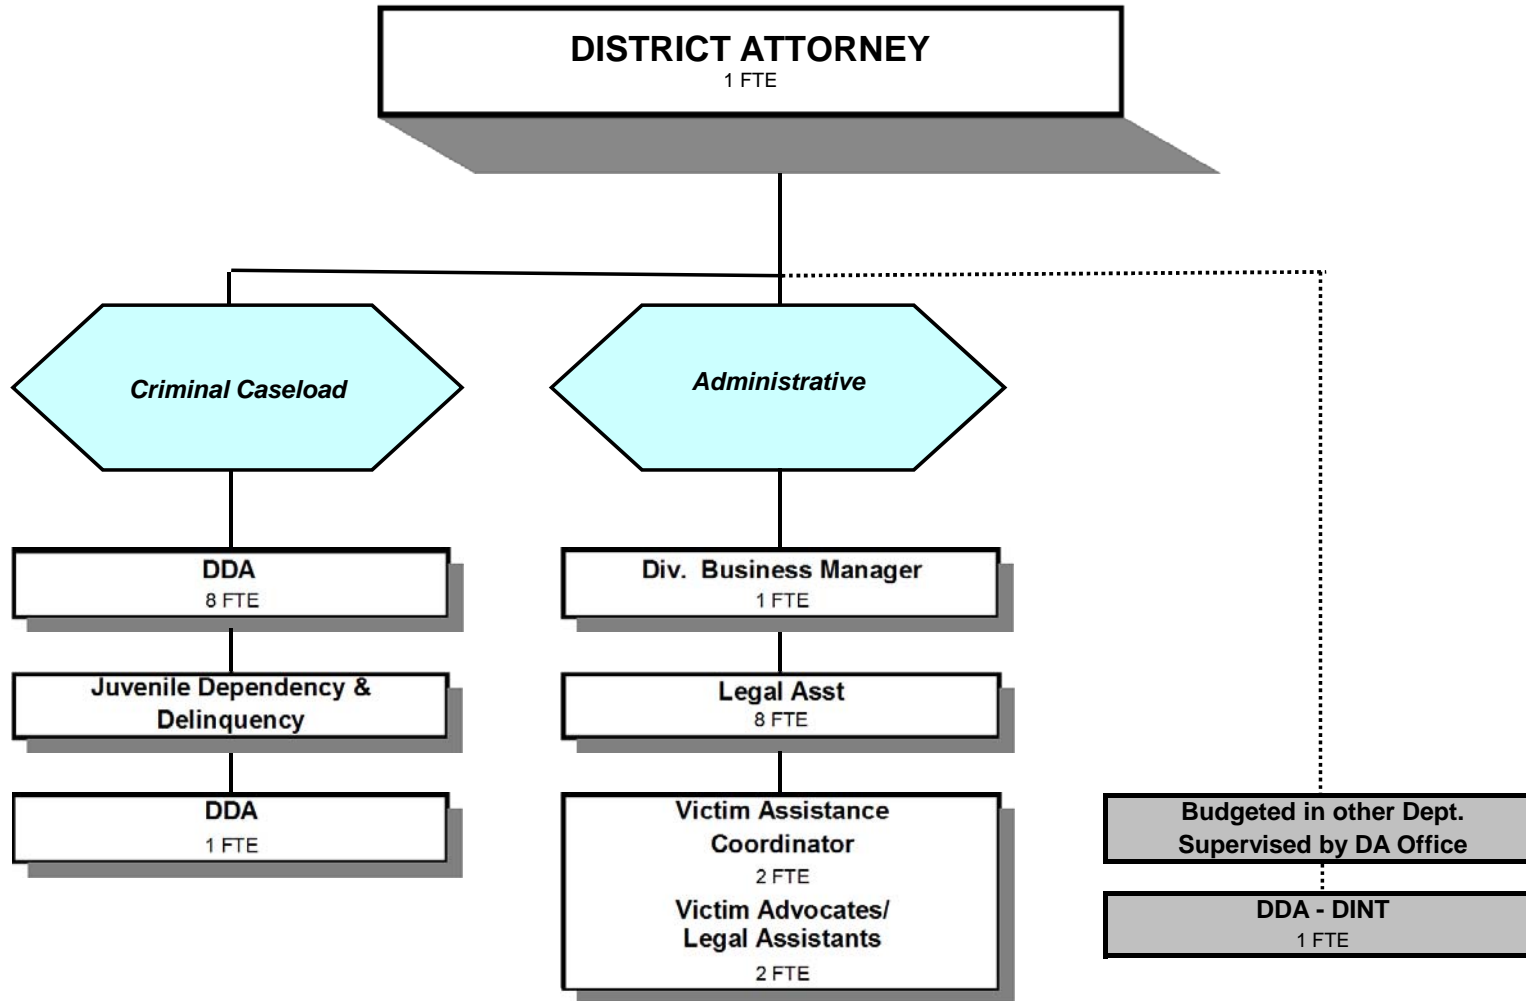 DISTRICT ATTORNEY
1 FTE
Criminal Caseload
Administrative
DDA
8 FTE
Juvenile Dependency &
Delinquency
DDA
1 FTE
Div.  Business Manager
1 FTE
Legal Asst
8 FTE
Victim Assistance
Coordinator
2 FTE
Victim Advocates/
Legal Assistants
2 FTE
Budgeted in other Dept.
Supervised by DA Office
DDA - DINT
1 FTE